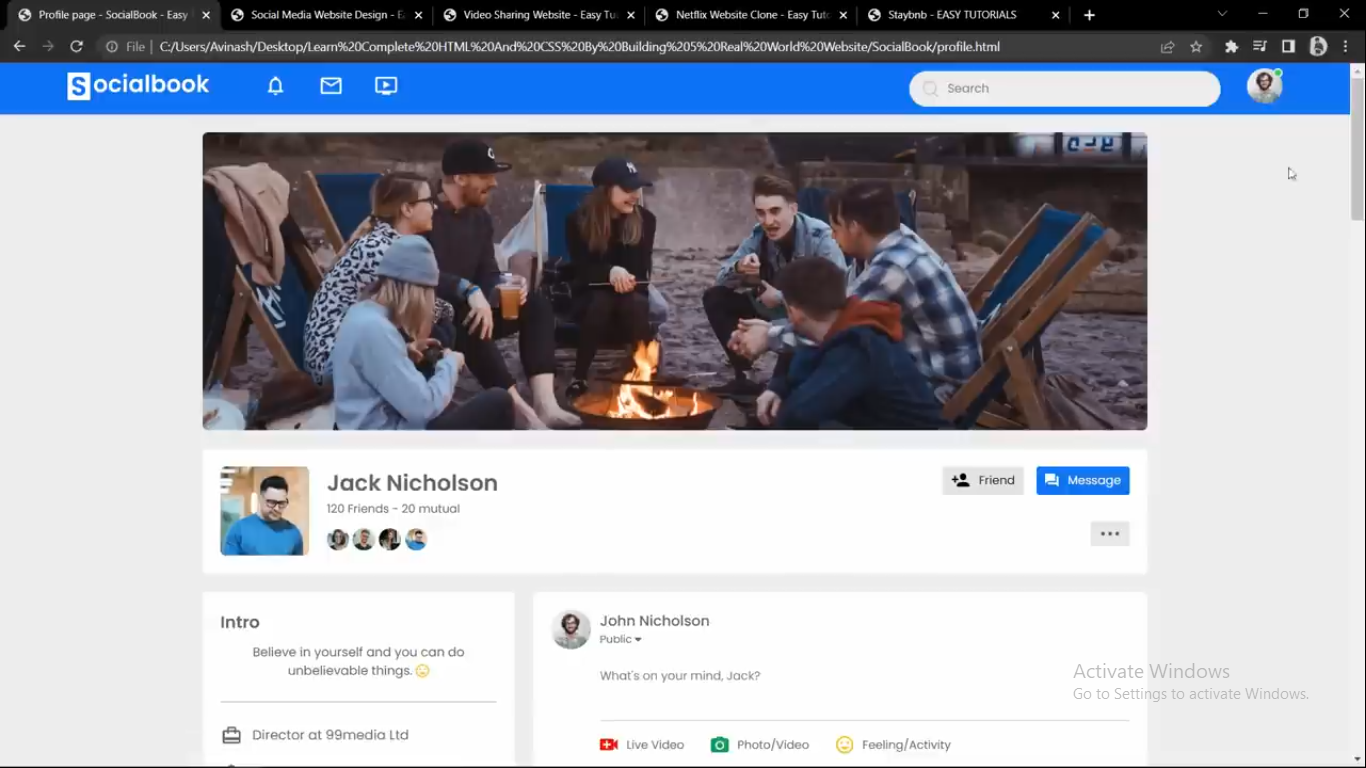 Profile page - SocialBook - Easy
Social Media Website Design - Ea
Video Sharing Website - Easy Tu
Netflix Website Clone - Easy Tut
Staybnb - EASY TUTORIALS
File
C:/Users/Avinash/Desktop/Learn%20Complete%20HTML%20And%20CSS%20By%20Building%205%20Real%20World%20Website/SocialBook/profile.html
Socialbook
Search
Jack Nicholson
Friend
Message
120 Friends - 20 mutual
Intro
Believe in yourself and you can do
unbelievable things.
Director at 99media Ltd
John Nicholson
Public
What's on your mind, Jack?
Live Video
Photo/Video
Feeling/Activity
Activate Windows
Go to Settings to activate Windows.